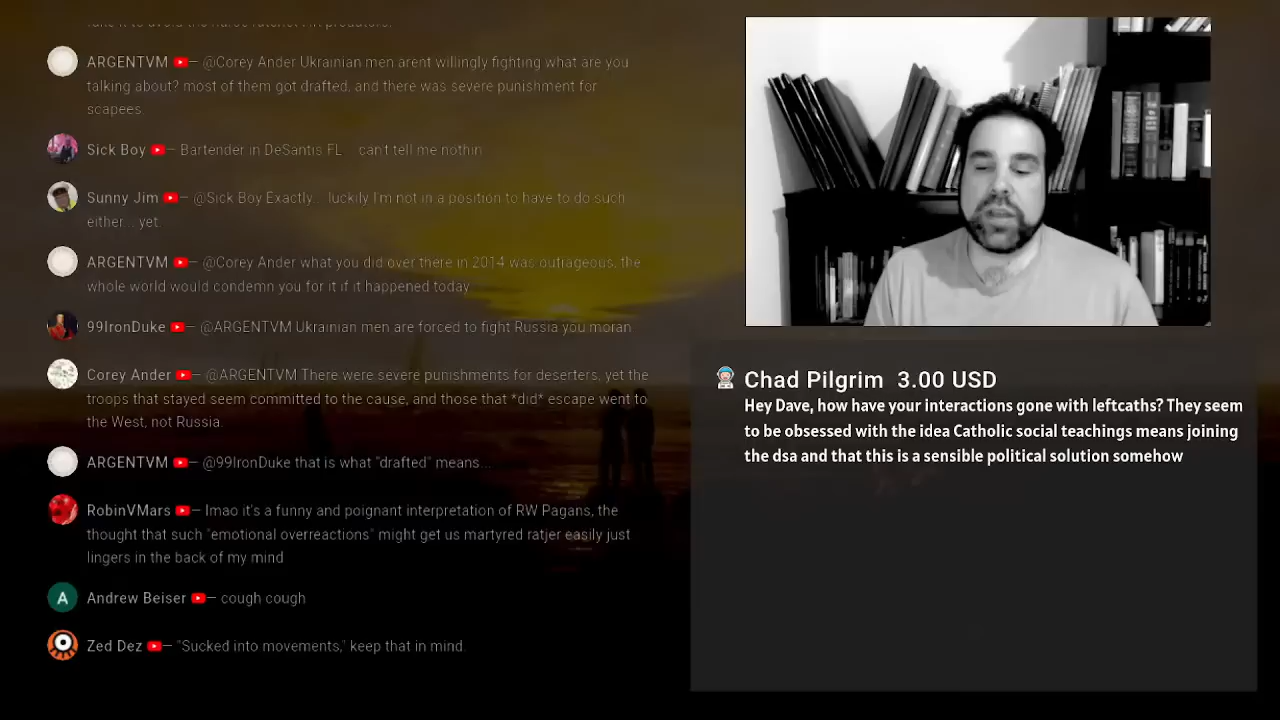 ARGENTVM — @Corey Ander Ukrainian men arent willingly fighting what are you
talking about? most of them got drafted, and there was severe punishment for
scapees.
Sick Boy — Bartender in DeSantis FL... can't tell me nothin
Sunny Jim — @Sick Boy Exactly... luckily I'm not in a position to have to do such
either... yet.
ARGENTVM — @Corey Ander what you did over there in 2014 was outrageous, the
whole world would condemn you for it if it happened today
99IronDuke — @ARGENTVM Ukrainian men are forced to fight Russia you moran
Corey Ander — @ARGENTVM There were severe punishments for deserters, yet the
troops that stayed seem committed to the cause, and those that *did* escape went to
the West, not Russia.
ARGENTVM — @99IronDuke that is what "drafted" means...
RobinVMars — lmao it's a funny and poignant interpretation of RW Pagans, the
thought that such "emotional overreactions" might get us martyred ratjer easily just
lingers in the back of my mind
A
Andrew Beiser — cough cough
Zed Dez — "Sucked into movements," keep that in mind.
Chad Pilgrim 3.00 USD
Hey Dave, how have your interactions gone with leftcaths? They seem
to be obsessed with the idea Catholic social teachings means joining
the dsa and that this is a sensible political solution somehow